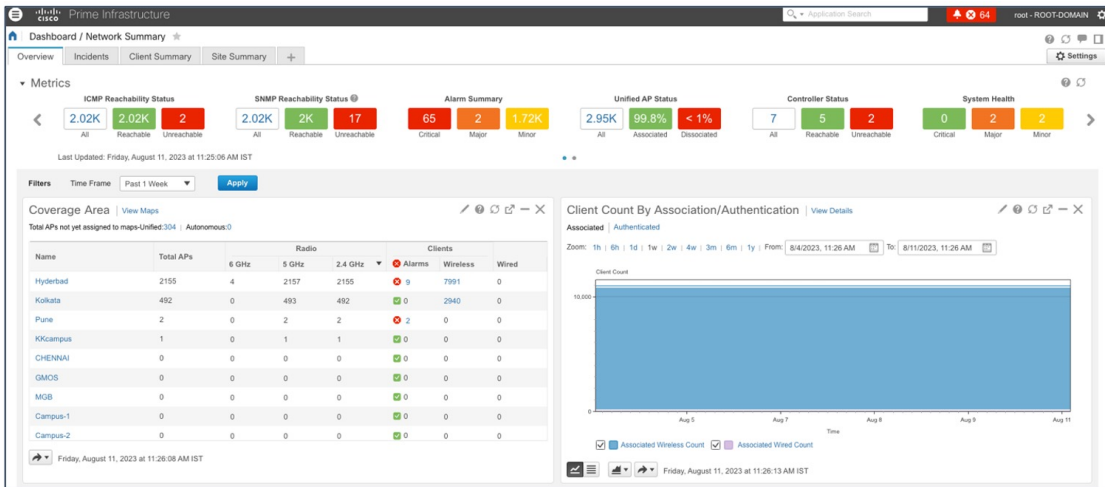 cisco Prime Infrastructure
Application Search
64
root - ROOT-DOMAIN
Dashboard / Network Summary
Overview Incidents Client Summary Site Summary +
Settings
Metrics
ICMP Reachability Status SNMP Reachability Status Alarm Summary Unified AP Status Controller Status System Health
2.02K 2.02K 2 2.02K 2K 17 65 2 1.72K 2.95K 99.8% < 1% 7 5 2 0 2 2
All Reachable Unreachable All Reachable Unreachable Critical Major Minor All Associated Dissociated All Reachable Unreachable Critical Major Minor
Last Updated: Friday, August 11, 2023 at 11:25:06 AM IST
Filters Time Frame Past 1 Week Apply
Coverage Area | View Maps
Total APs not yet assigned to maps-Unified:304 | Autonomous:0
Radio Clients
Name Total APs 6 GHz 5 GHz 2.4 GHz Alarms Wireless Wired
Hyderbad 2155 4 2157 2155 9 7991 0
Kolkata 492 0 493 492 0 2940 0
Pune 2 0 2 2 2 0 0
KKcampus 1 0 1 1 0 0 0
CHENNAI 0 0 0 0 0 0 0
GMOS 0 0 0 0 0 0 0
MGB 0 0 0 0 0 0 0
Campus-1 0 0 0 0 0 0 0
Campus-2 0 0 0 0 0 0 0
Friday, August 11, 2023 at 11:26:08 AM IST
Client Count By Association/Authentication | View Details
Associated | Authenticated
Zoom: 1h | 6h | 1d | 1w | 2w | 4w | 3m | 6m | 1y | From: 8/4/2023, 11:26 AM To: 8/11/2023, 11:26 AM
Client Count
10,000
0
Aug 5 Aug 7 Aug 8 Aug 9 Aug 11
Time
Associated Wireless Count Associated Wired Count
Friday, August 11, 2023 at 11:26:13 AM IST